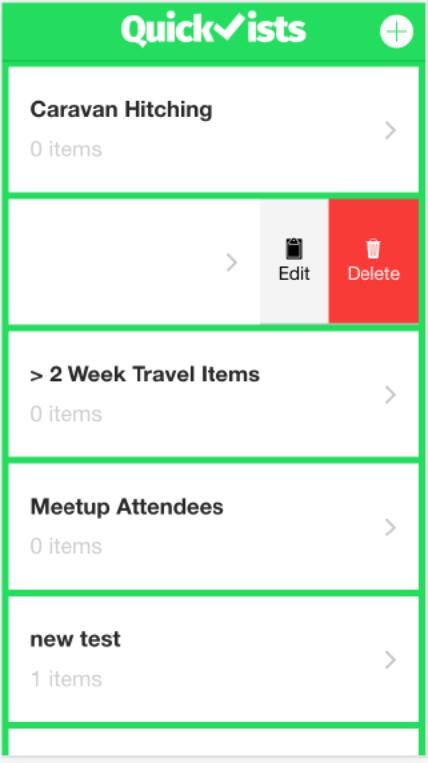 Quick✓ists
Caravan Hitching
0 items
Edit
Delete
> 2 Week Travel Items
0 items
Meetup Attendees
0 items
new test
1 items